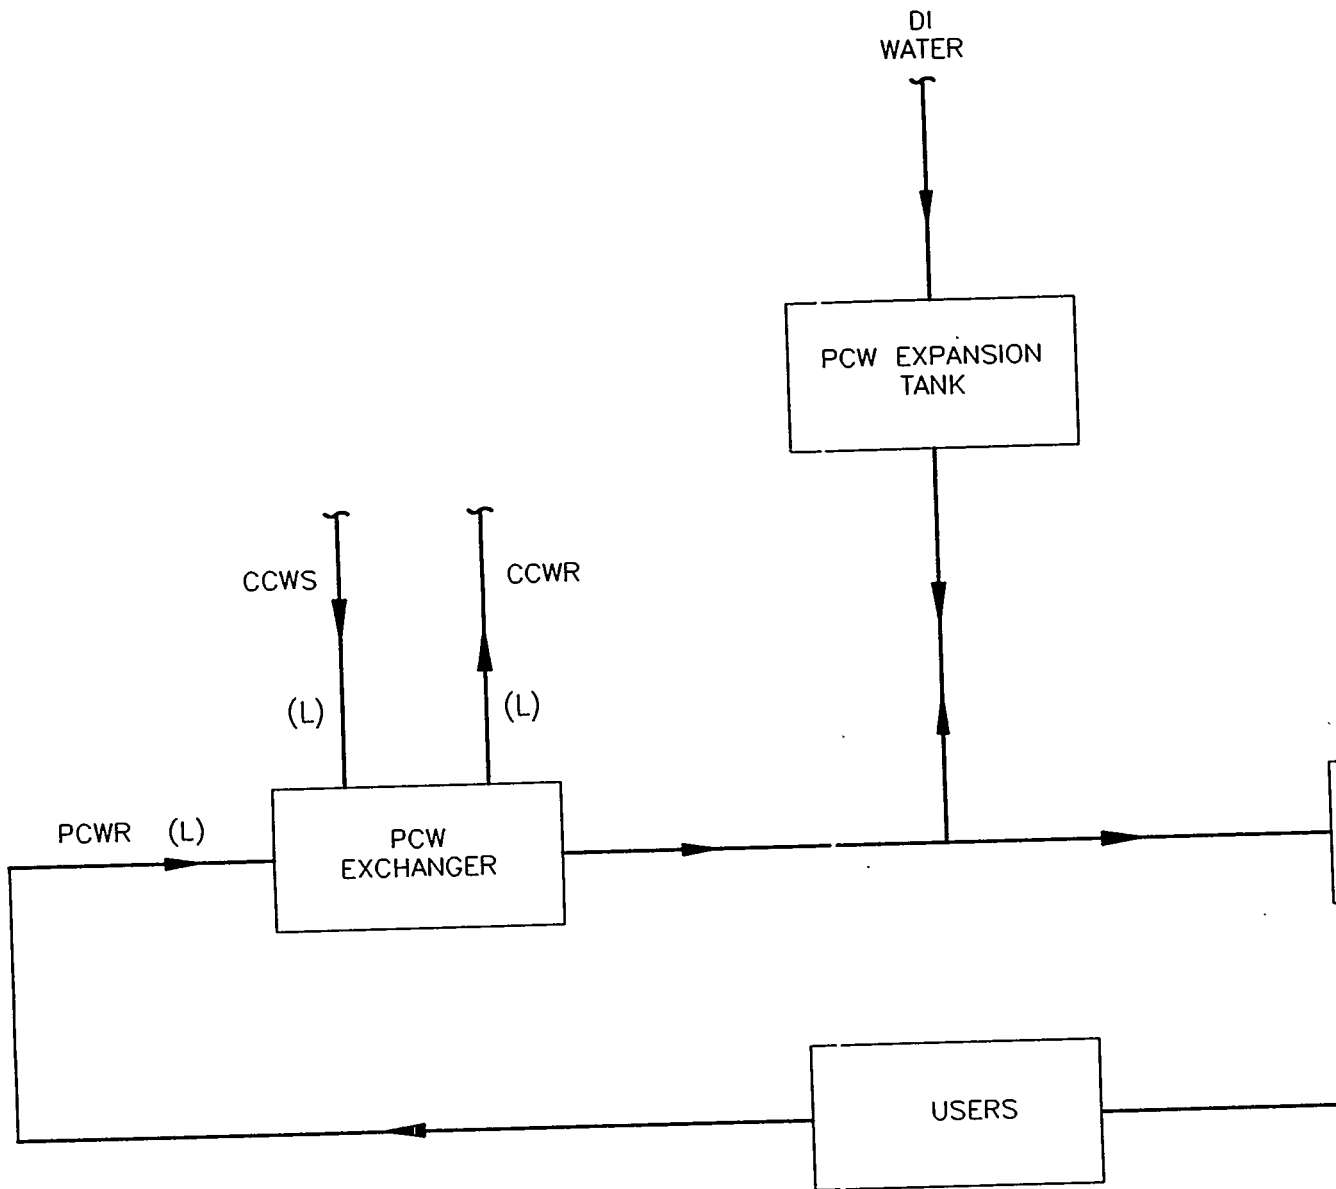 DI
WATER
PCW EXPANSION
TANK
CCWS
CCWR
(L)
(L)
PCWR (L)
PCW
EXCHANGER
USERS